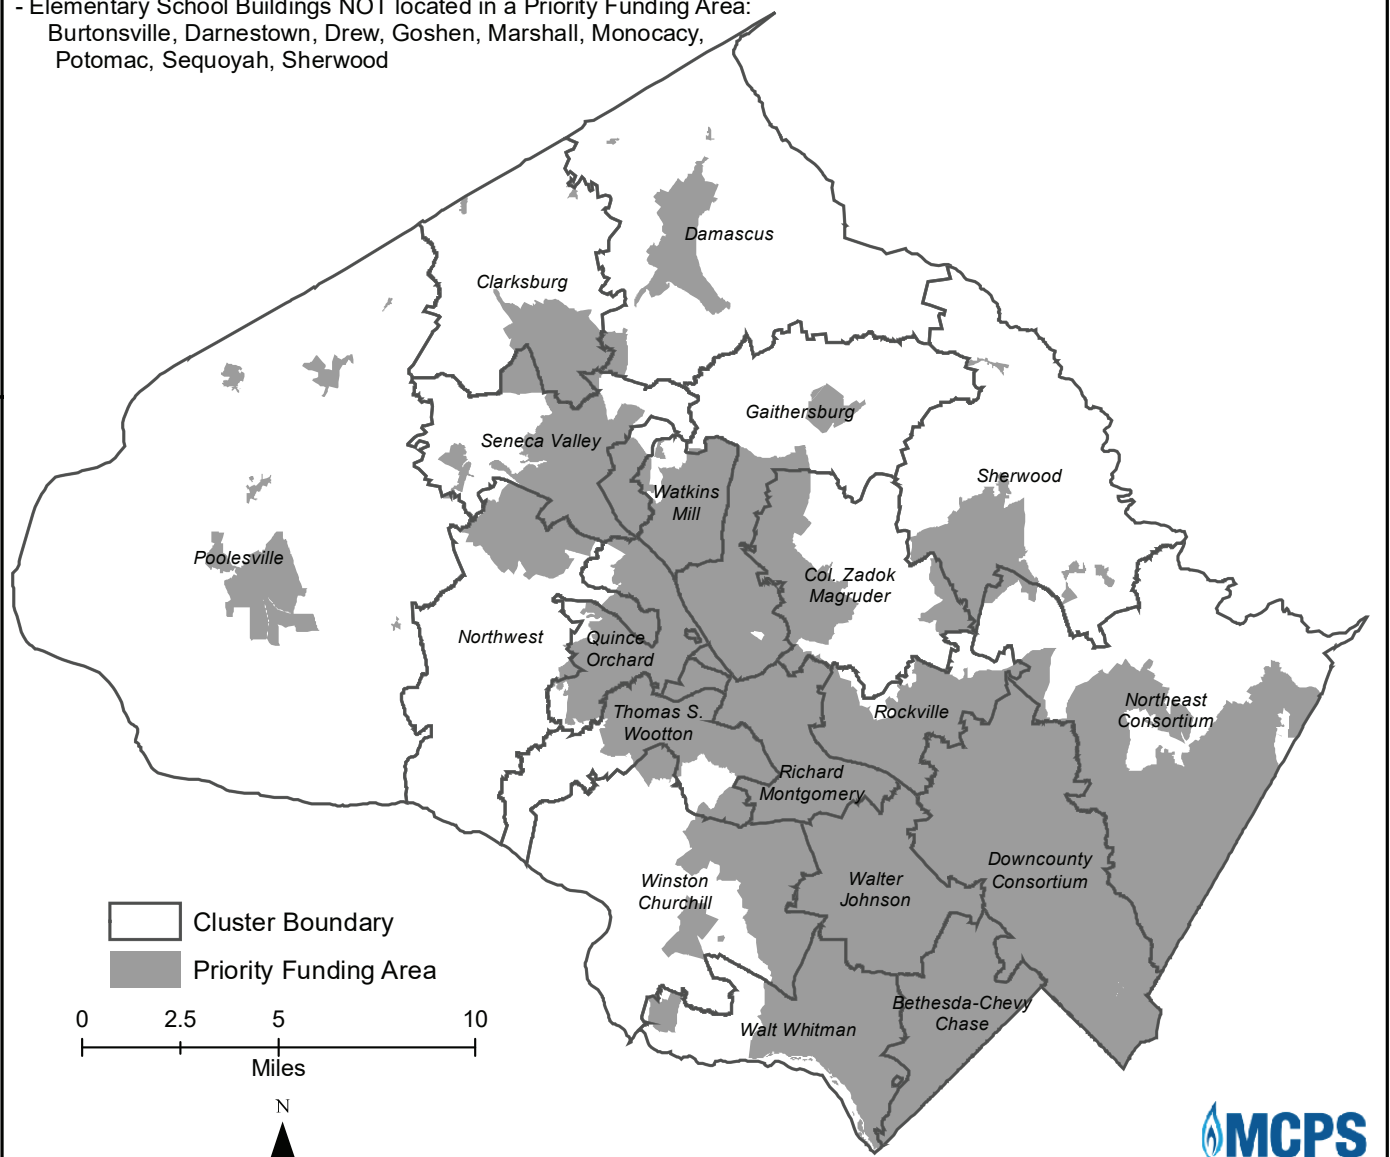 - Elementary School Buildings NOT located in a Priority Funding Area:
Burtonsville, Darnestown, Drew, Goshen, Marshall, Monocacy,
Potomac, Sequoyah, Sherwood
Damascus
Clarksburg
Gaithersburg
Seneca Valley
Sherwood
Watkins
Mill
Poolesville
Col. Zadok
Magruder
Northwest
Quince
Orchard
Northeast
Consortium
Thomas S.
Wootton
Rockville
Richard
Montgomery
Downcounty
Consortium
Winston
Churchill
Walter
Johnson
Cluster Boundary
Priority Funding Area
Bethesda-Chevy
Chase
Walt Whitman
0 2.5 5 10
Miles
N
MCPS